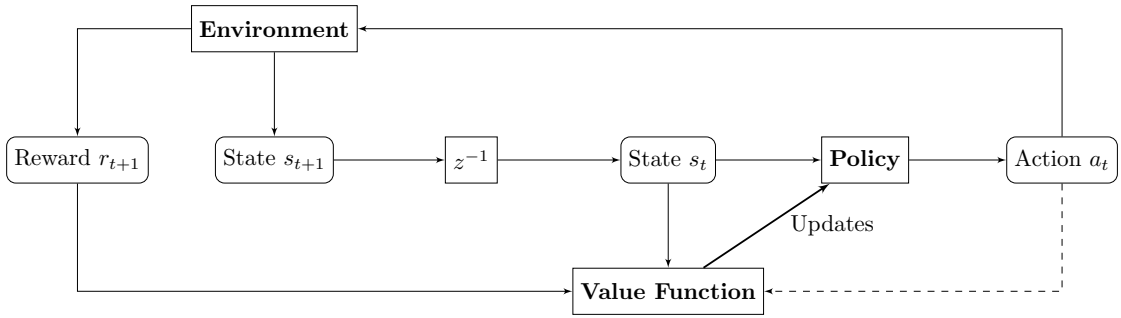 Environment
Reward r_{t+1}
State s_{t+1}
z^{-1}
State s_t
Policy
Action a_t
Updates
Value Function